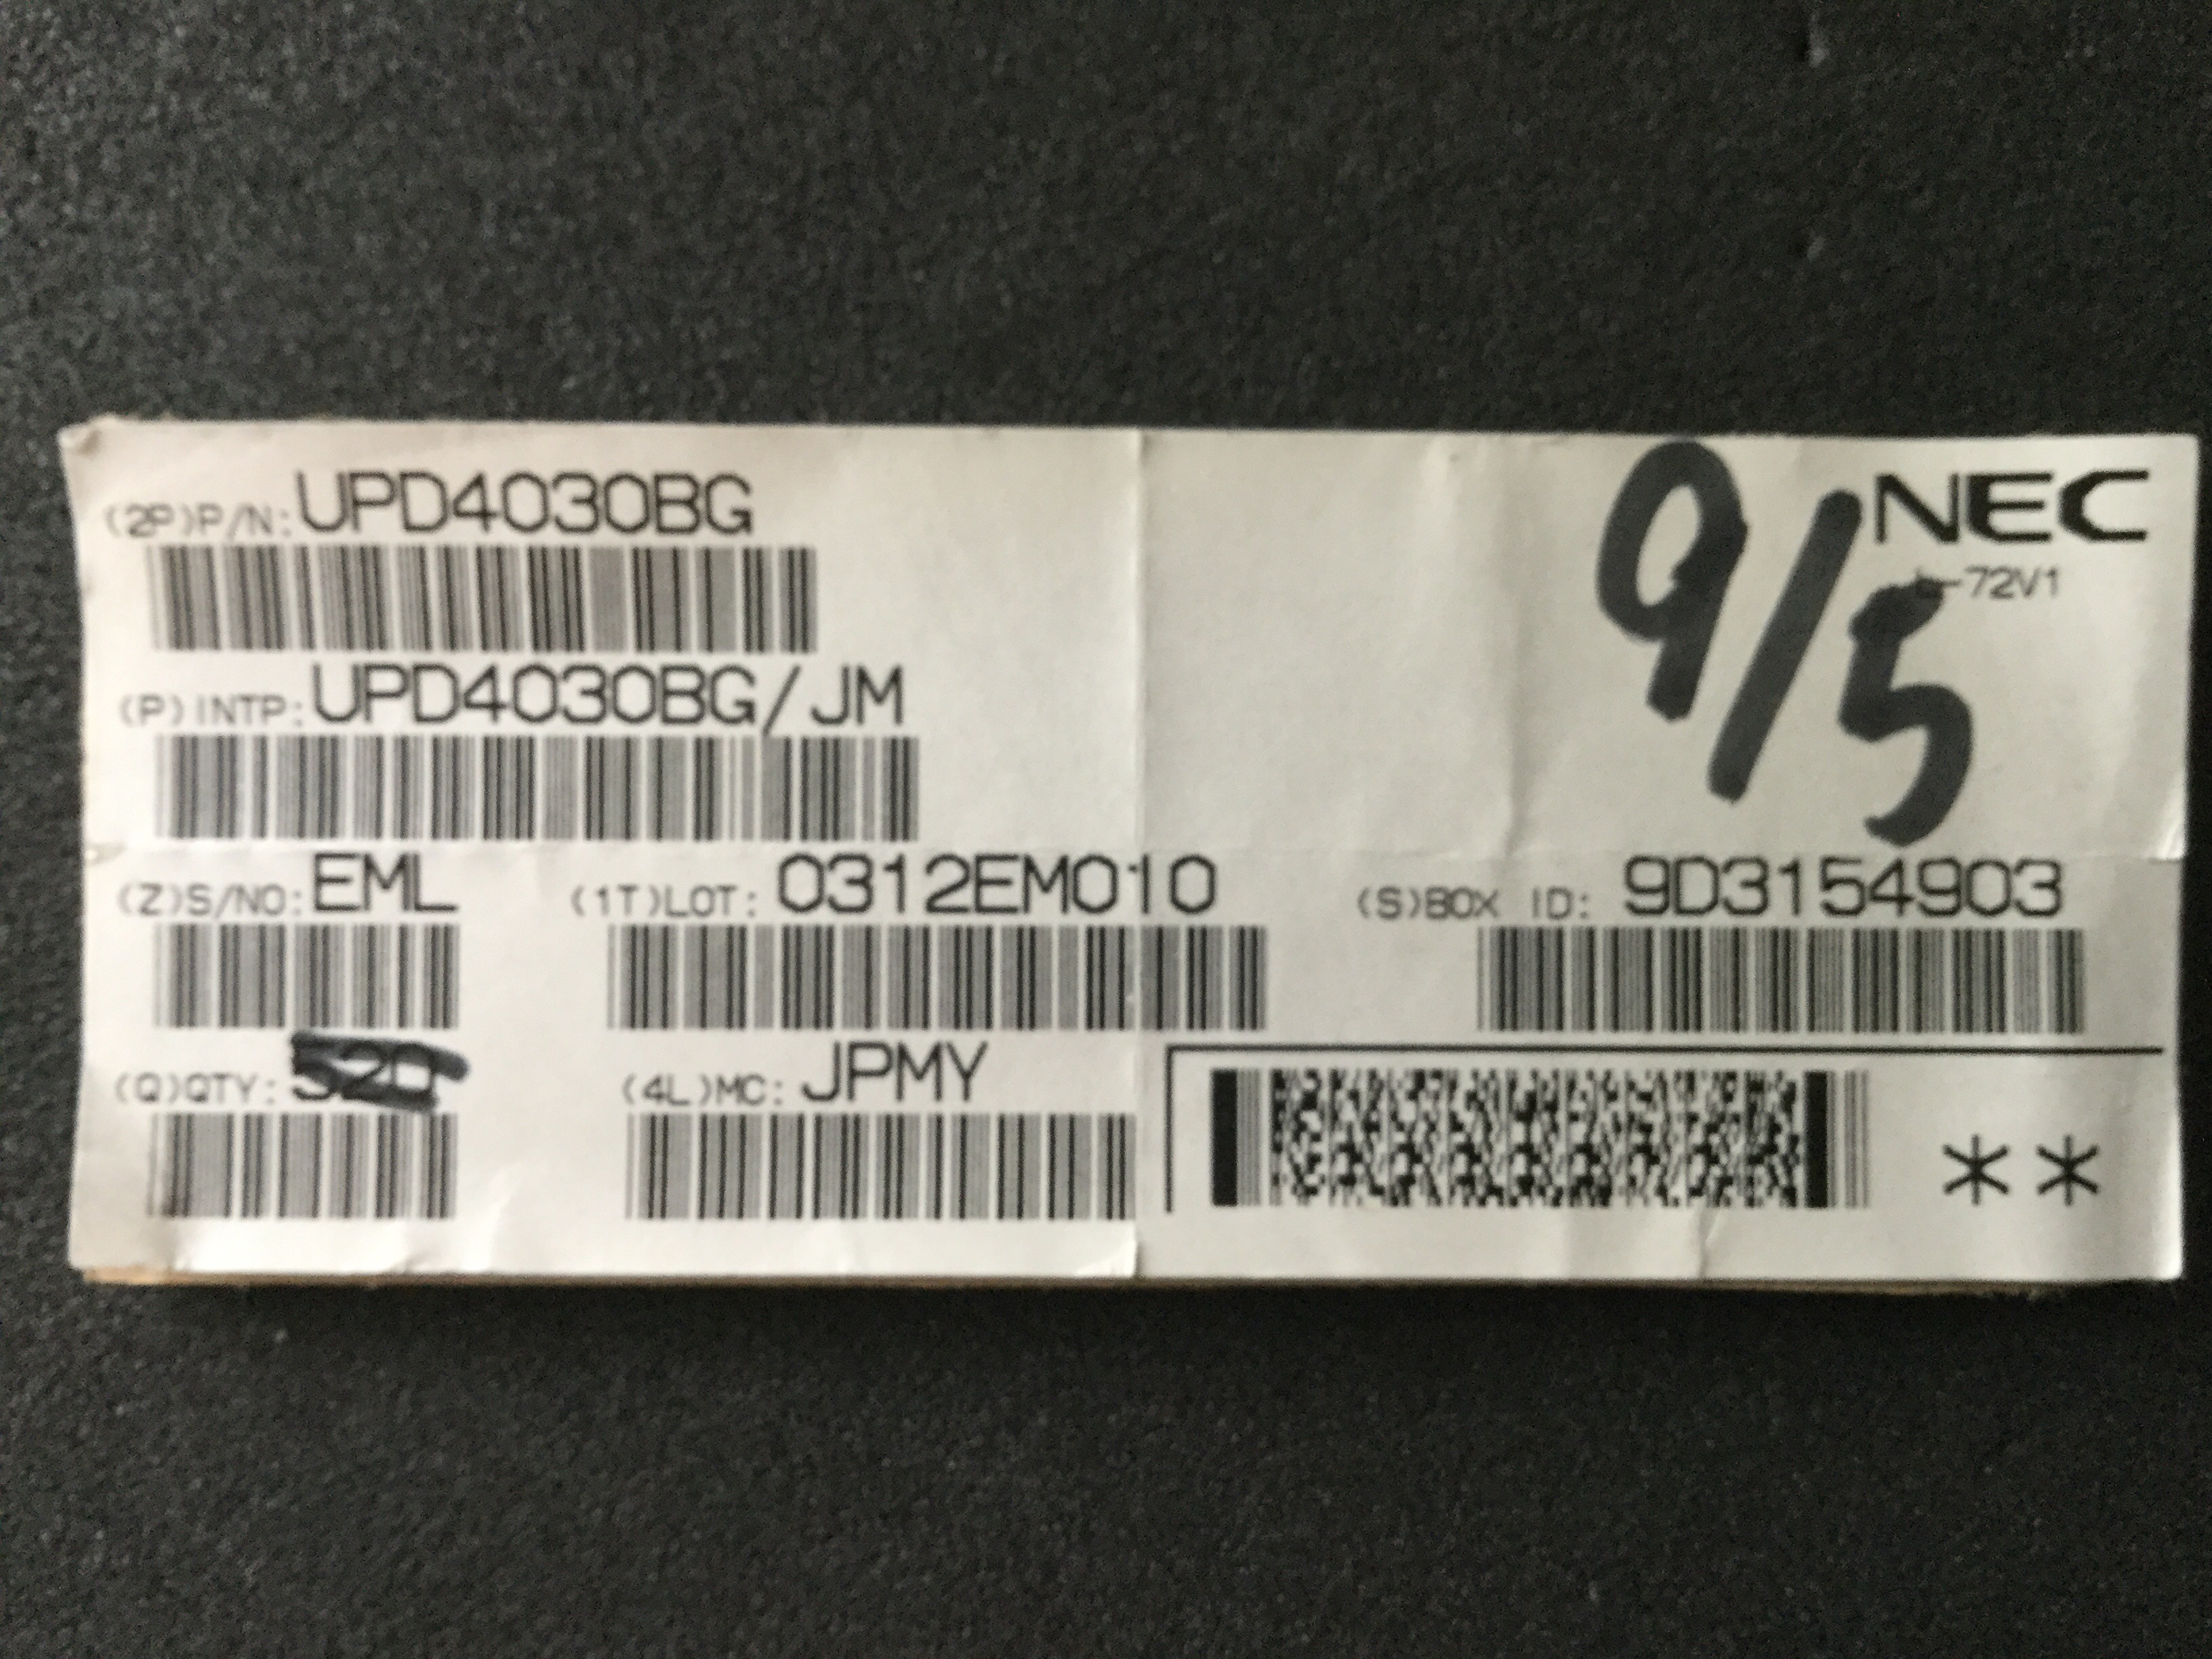 (2P)P/N: UPD4030BG
NEC
9/5
L-72V1
(P)INTP: UPD4030BG/JM
(Z)S/NO: EML (1T)LOT: 0312EM010 (S)BOX ID: 9D3154903
(Q)QTY: 520 (4L)MC: JPMY
**